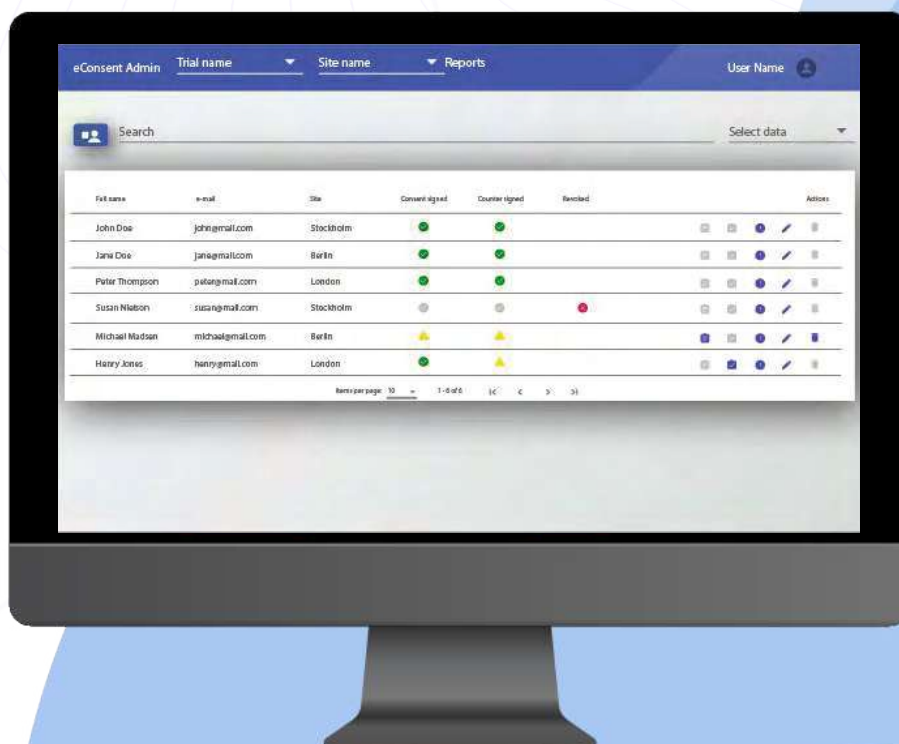 eConsent Admin Trial name Site name Reports User Name
Search Select data
Full name e-mail Site Consent signed Counter signed Revoked Actions
John Doe john@mail.com Stockholm
Jane Doe jane@mail.com Berlin
Peter Thompson peter@mail.com London
Susan Nielson susan@mail.com Stockholm
Michael Madsen michael@mail.com Berlin
Henry Jones henry@mail.com London
Items per page: 10 1-6 of 6 |< < > >|